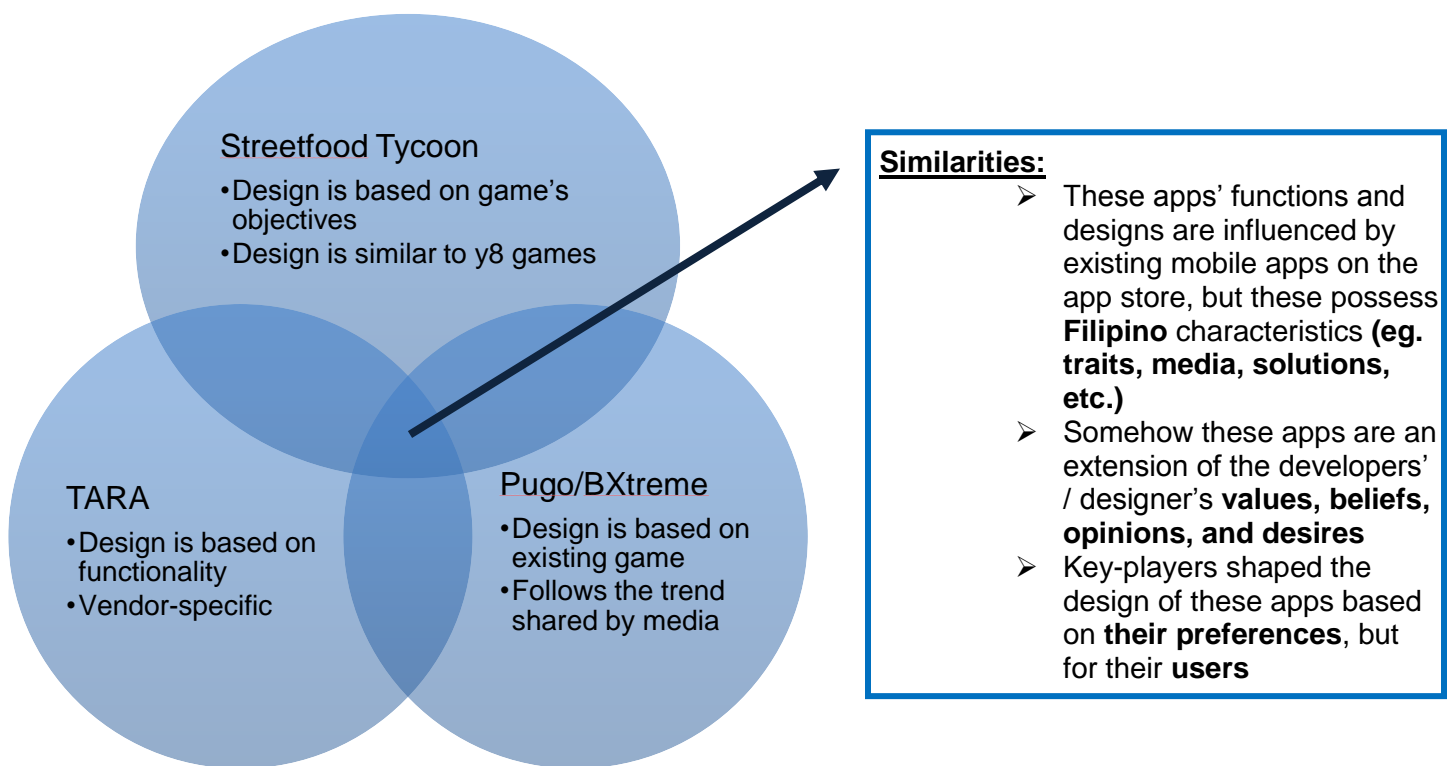 Streetfood Tycoon
•Design is based on game’s
objectives
•Design is similar to y8 games
TARA
•Design is based on
functionality
•Vendor-specific
Pugo/BXtreme
•Design is based on
existing game
•Follows the trend
shared by media
Similarities:
➢ These apps’ functions and
designs are influenced by
existing mobile apps on the
app store, but these possess
Filipino characteristics (eg.
traits, media, solutions,
etc.)
➢ Somehow these apps are an
extension of the developers’
/ designer’s values, beliefs,
opinions, and desires
➢ Key-players shaped the
design of these apps based
on their preferences, but
for their users